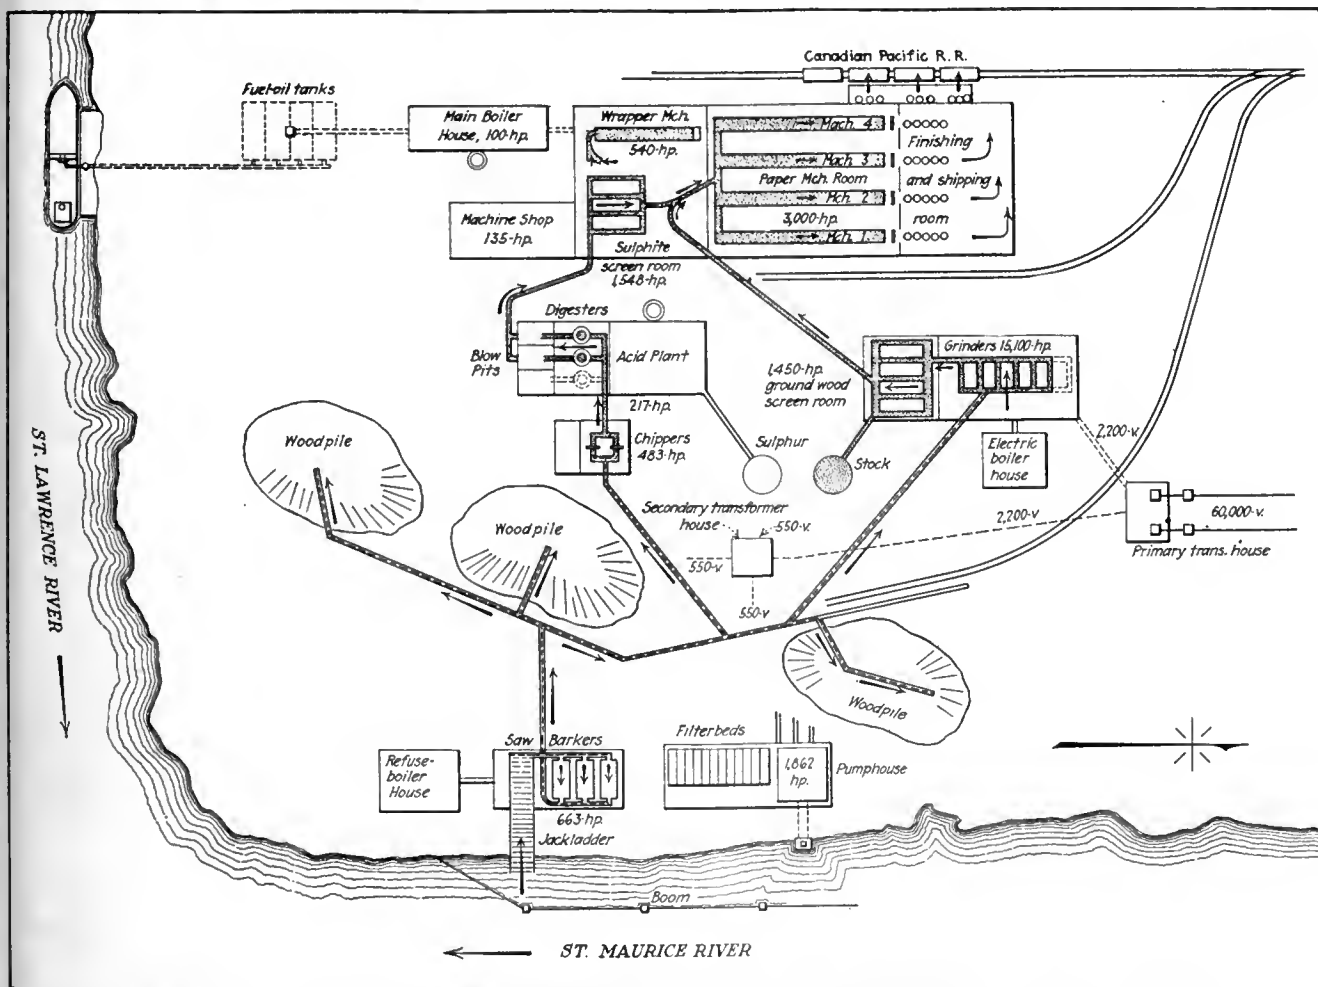 Canadian Pacific R. R.
Fuel-oil tanks
Main Boiler
House, 100-hp.
Wrapper Mch.
540-hp.
Mach. 4
Mach. 3
Paper Mch. Room
Mch. 2
3,000-hp.
Mch. 1
Finishing
and shipping
room
Machine Shop
135-hp.
Sulphite
screen room
1,548-hp.
Digesters
Blow
Pits
Acid Plant
217-hp.
Grinders 15,100-hp.
1,450-hp.
ground wood
screen room
Chippers
483-hp.
Sulphur
Stock
Electric
boiler
house
2,200-v.
Woodpile
Woodpile
Secondary transformer
house
550-v.
550-v.
550-v.
2,200-v.
60,000-v.
Primary trans. house
ST. LAWRENCE RIVER
Woodpile
Saw Barkers
Refuse-
boiler
House
663-hp.
Jackladder
Filterbeds
1,862
hp.
Pumphouse
Boom
ST. MAURICE RIVER